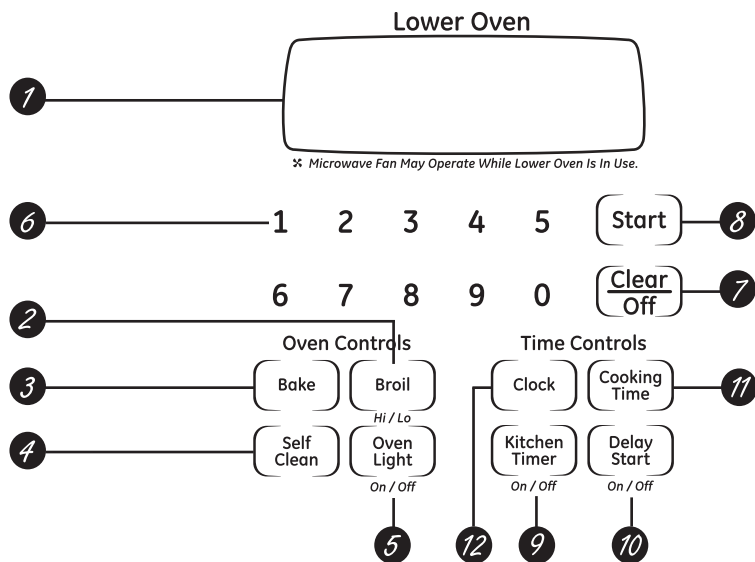 Lower Oven
1
⌘ Microwave Fan May Operate While Lower Oven Is In Use.
6
1 2 3 4 5
Start
8
6 7 8 9 0
Clear
Off
7
2
Oven Controls
Time Controls
3
Bake
Broil
Hi / Lo
Clock
Cooking
Time
11
4
Self
Clean
Oven
Light
On / Off
Kitchen
Timer
On / Off
Delay
Start
On / Off
5
12
9
10